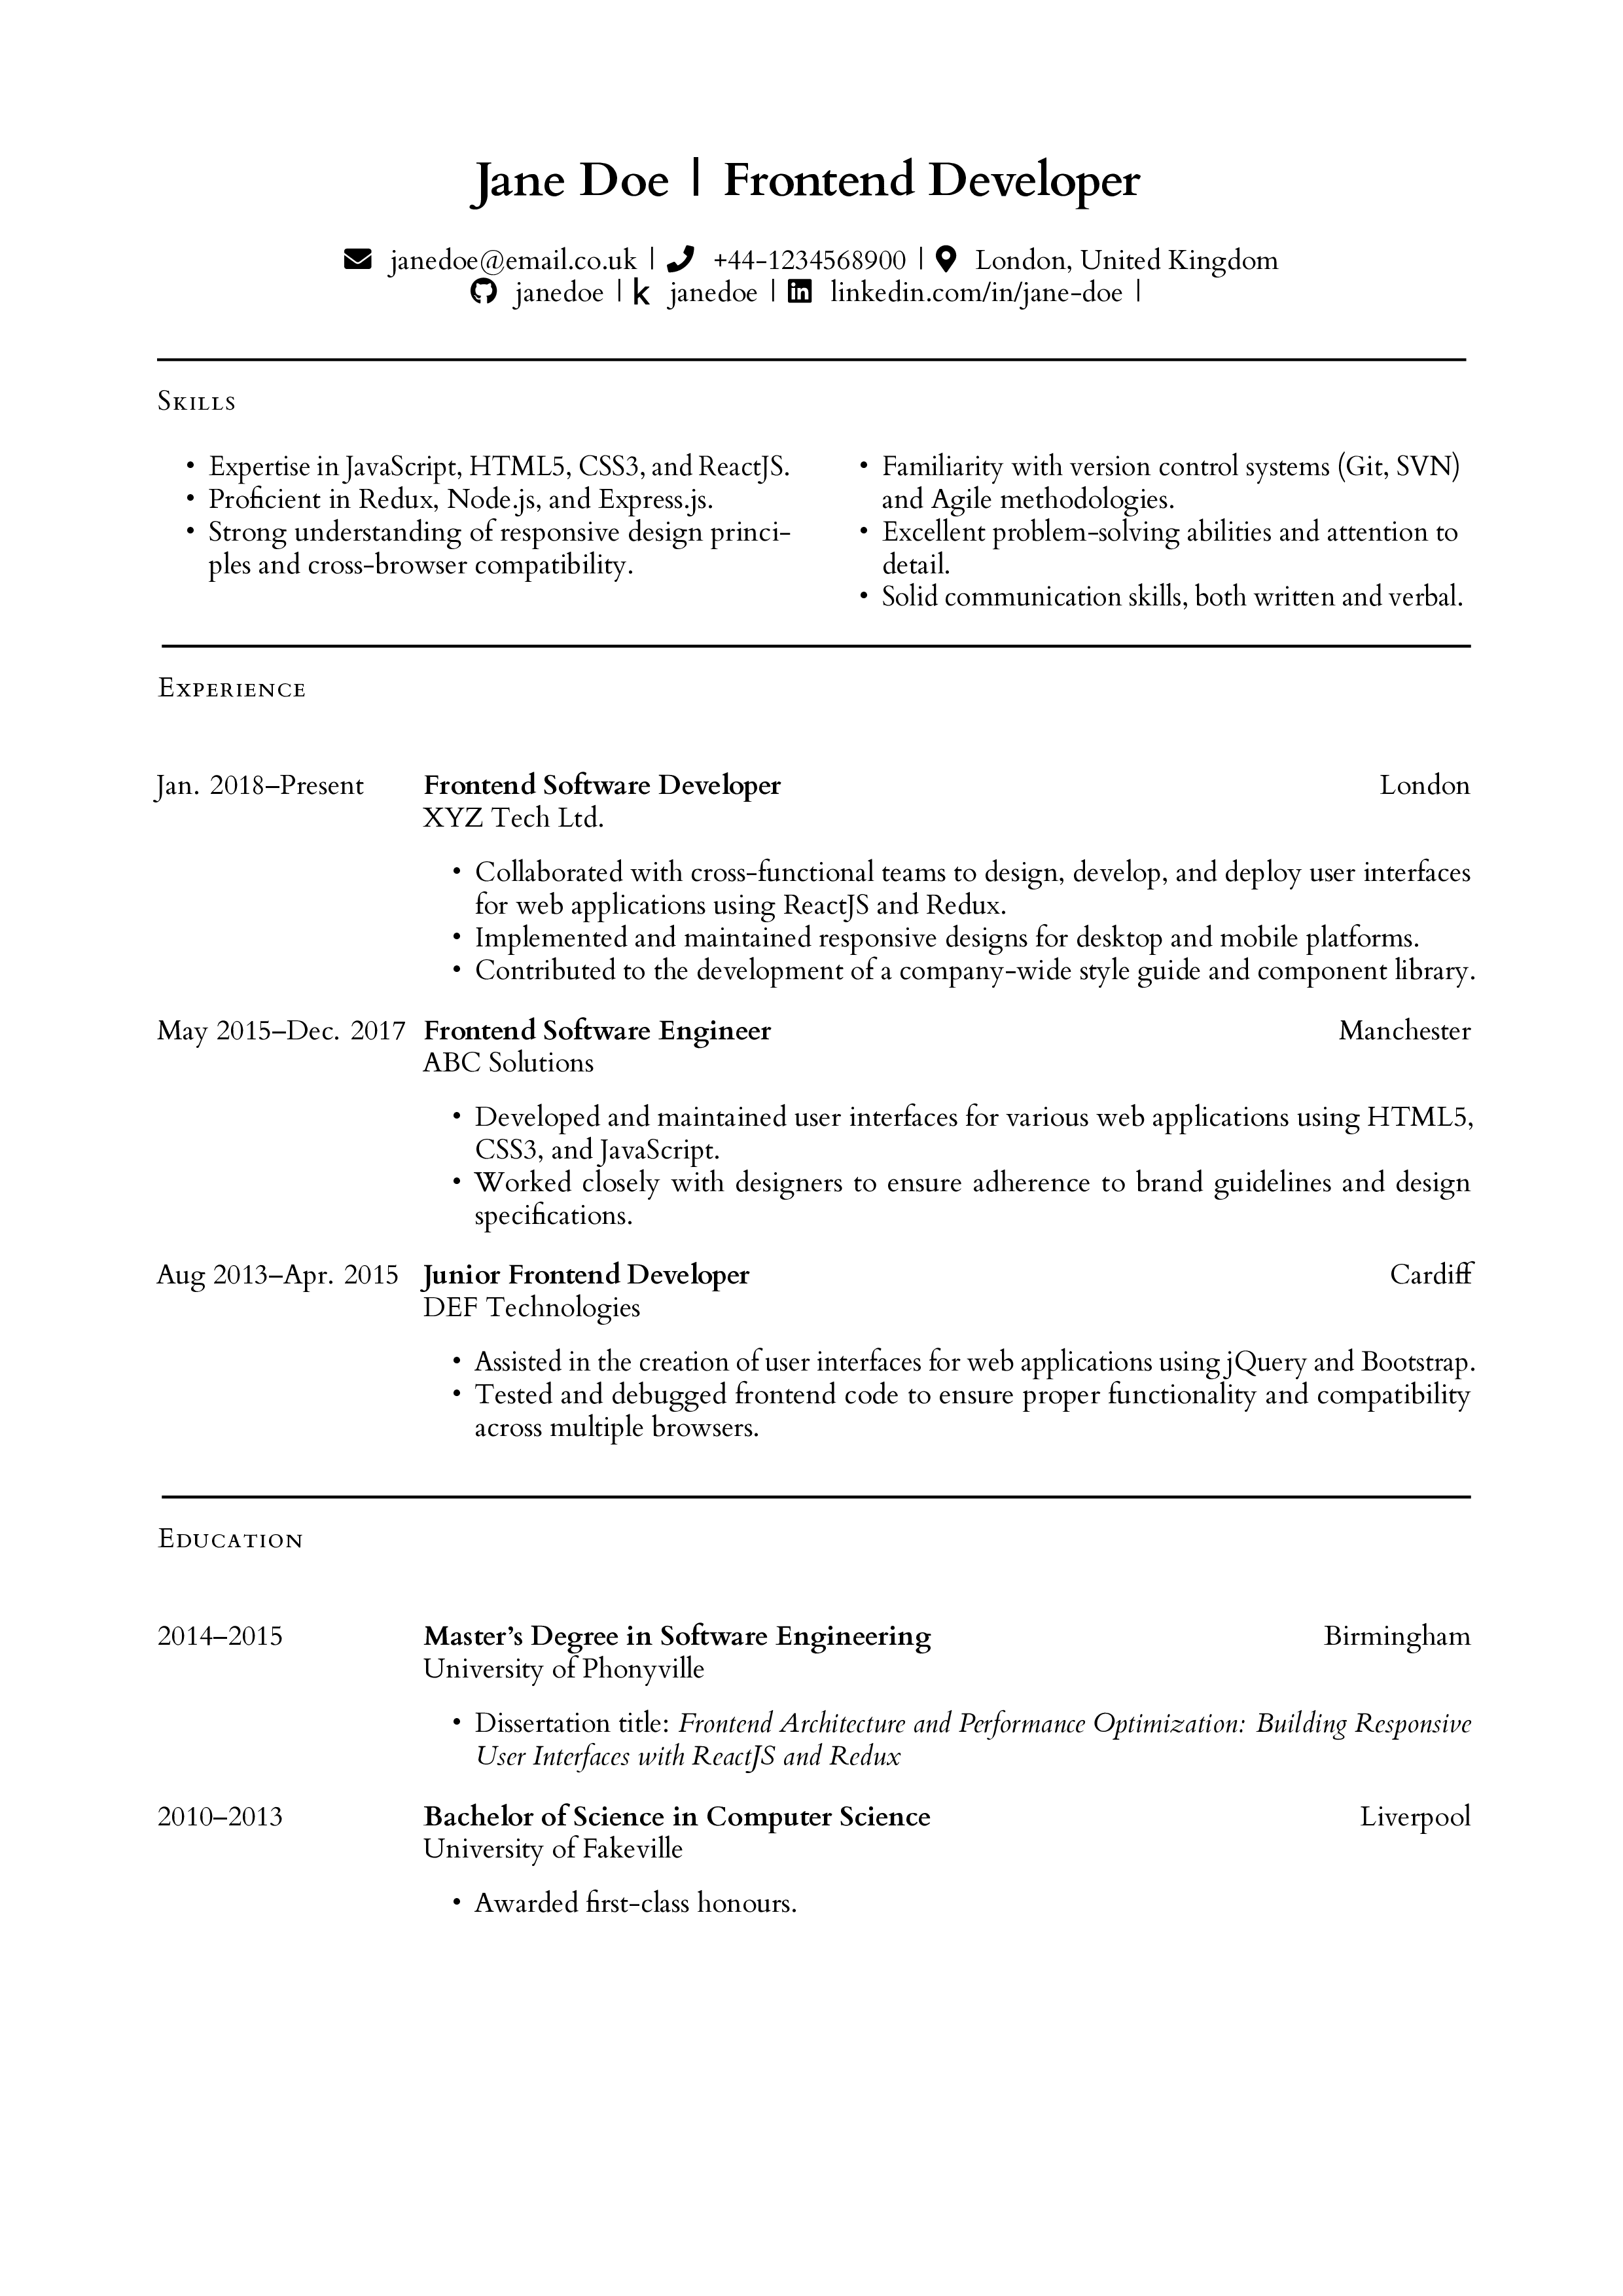 Jane Doe | Frontend Developer
janedoe@email.co.uk | +44-1234568900 | London, United Kingdom
janedoe | k janedoe | in linkedin.com/in/jane-doe |
Skills
• Expertise in JavaScript, HTML5, CSS3, and ReactJS.
• Proficient in Redux, Node.js, and Express.js.
• Strong understanding of responsive design princi-
ples and cross-browser compatibility.
• Familiarity with version control systems (Git, SVN)
and Agile methodologies.
• Excellent problem-solving abilities and attention to
detail.
• Solid communication skills, both written and verbal.
Experience
Jan. 2018–Present Frontend Software Developer London
XYZ Tech Ltd.
• Collaborated with cross-functional teams to design, develop, and deploy user interfaces
for web applications using ReactJS and Redux.
• Implemented and maintained responsive designs for desktop and mobile platforms.
• Contributed to the development of a company-wide style guide and component library.
May 2015–Dec. 2017 Frontend Software Engineer Manchester
ABC Solutions
• Developed and maintained user interfaces for various web applications using HTML5,
CSS3, and JavaScript.
• Worked closely with designers to ensure adherence to brand guidelines and design
specifications.
Aug 2013–Apr. 2015 Junior Frontend Developer Cardiff
DEF Technologies
• Assisted in the creation of user interfaces for web applications using jQuery and Bootstrap.
• Tested and debugged frontend code to ensure proper functionality and compatibility
across multiple browsers.
Education
2014–2015 Master's Degree in Software Engineering Birmingham
University of Phonyville
• Dissertation title: Frontend Architecture and Performance Optimization: Building Responsive
User Interfaces with ReactJS and Redux
2010–2013 Bachelor of Science in Computer Science Liverpool
University of Fakeville
• Awarded first-class honours.